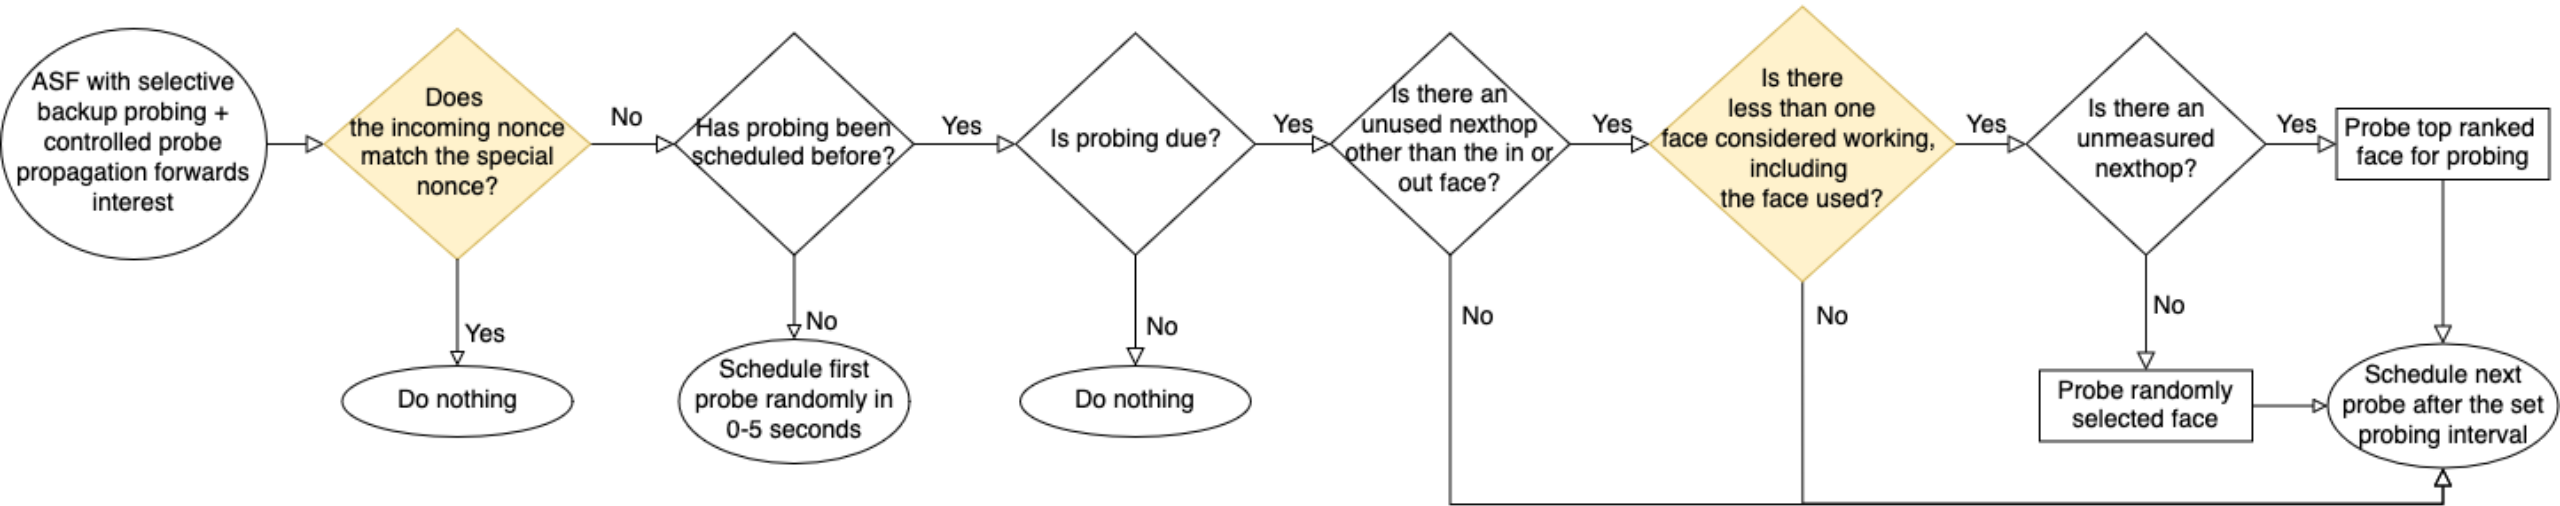 ASF with selective
backup probing +
controlled probe
propagation forwards
interest
Does
the incoming nonce
match the special
nonce?
No
Yes
Do nothing
Has probing been
scheduled before?
Yes
No
Schedule first
probe randomly in
0-5 seconds
Is probing due?
Yes
No
Do nothing
Is there an
unused nexthop
other than the in or
out face?
Yes
No
Is there
less than one
face considered working,
including
the face used?
Yes
No
Is there an
unmeasured
nexthop?
Yes
No
Probe top ranked
face for probing
Probe randomly
selected face
Schedule next
probe after the set
probing interval